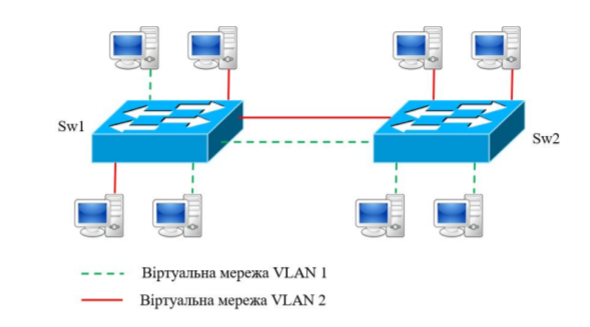 Sw1
Sw2
Віртуальна мережа VLAN 1
Віртуальна мережа VLAN 2